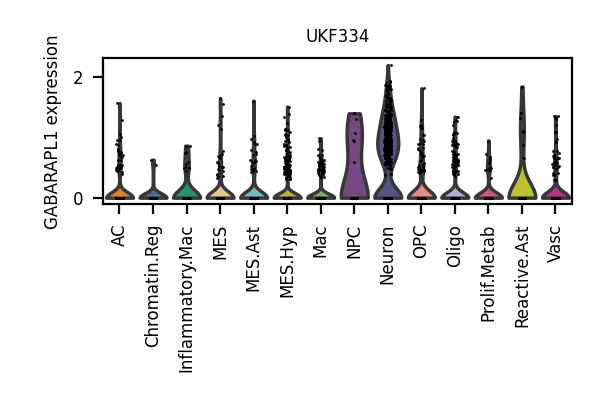 UKF334
GABARAPL1 expression
2
0
AC
Chromatin.Reg
Inflammatory.Mac
MES
MES.Ast
MES.Hyp
Mac
NPC
Neuron
OPC
Oligo
Prolif.Metab
Reactive.Ast
Vasc